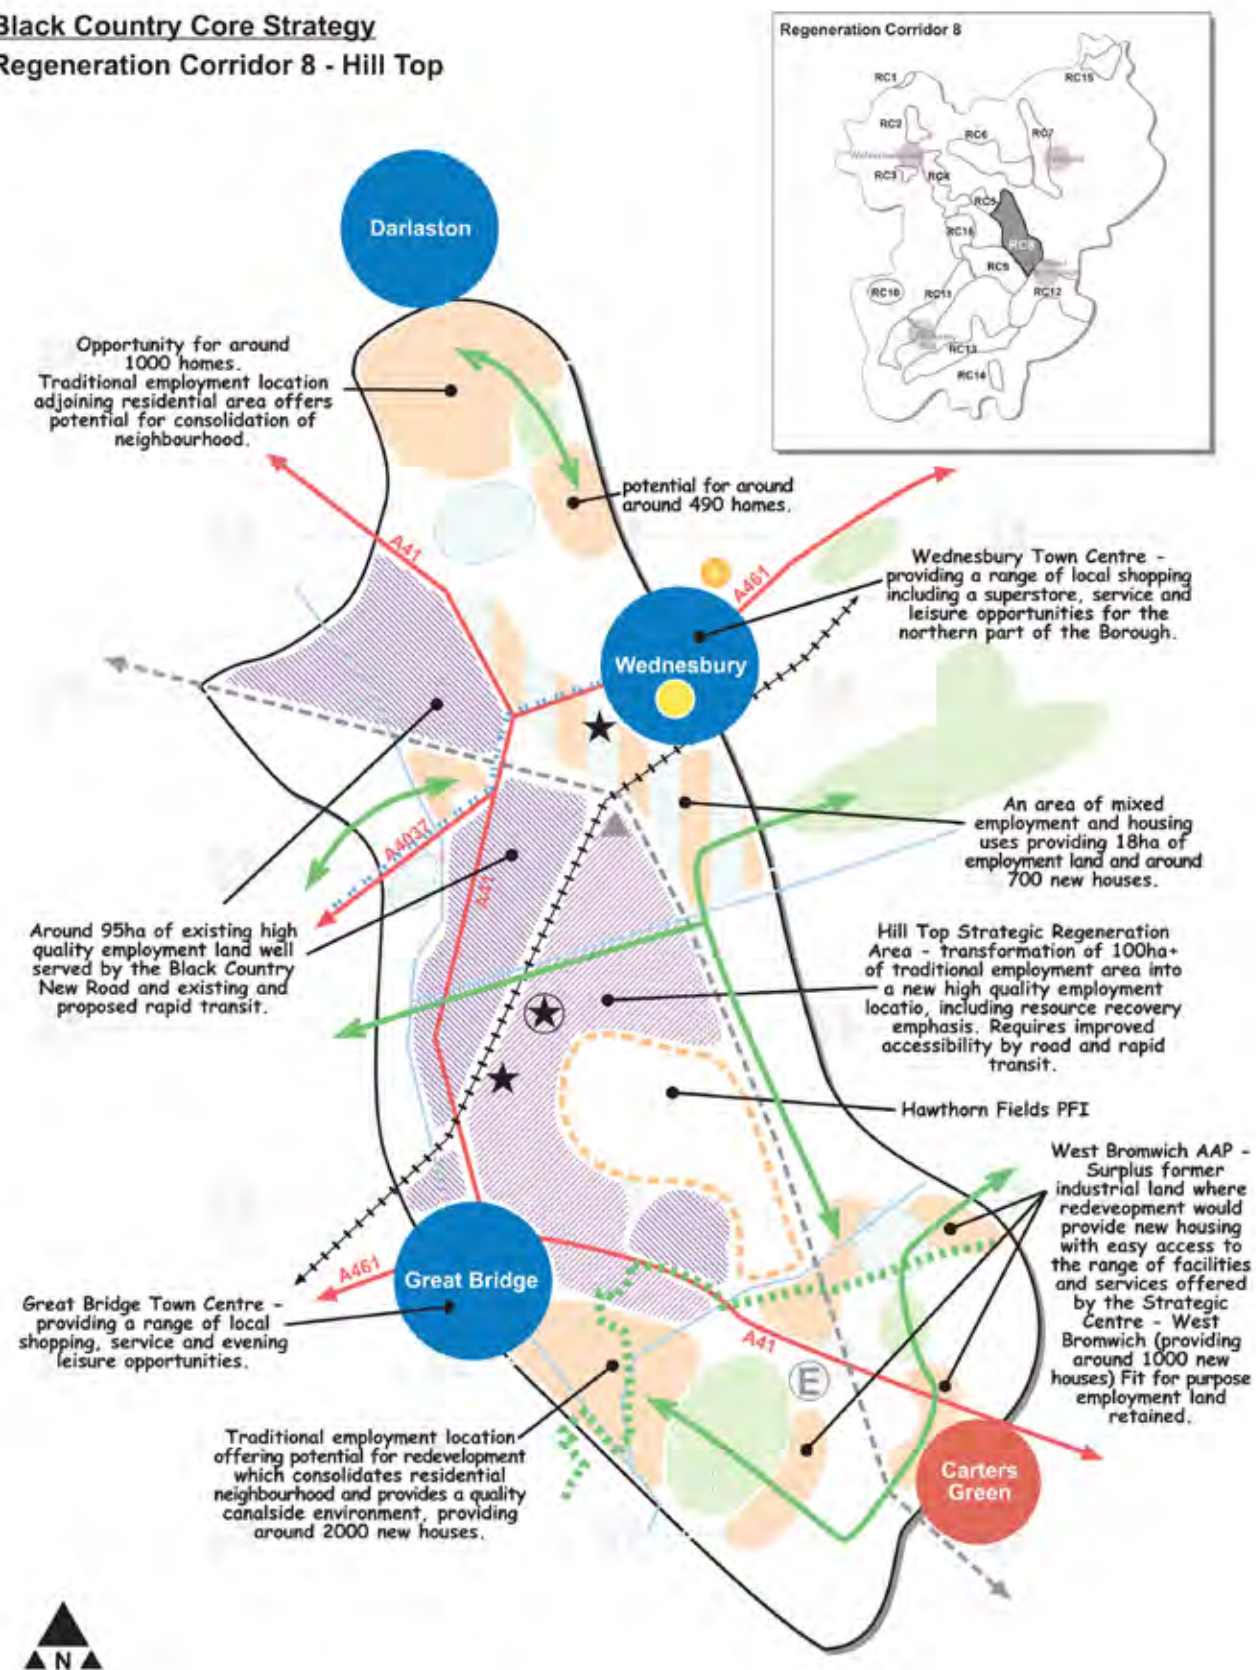 Black Country Core Strategy
Regeneration Corridor 8 - Hill Top
Regeneration Corridor 8
RC1
RC15
RC2
RC6
RC7
RC3
RC4
RC5
RC16
RC8
RC10
RC11
RC12
RC13
RC14
Darlaston
Opportunity for around
1000 homes.
Traditional employment location
adjoining residential area offers
potential for consolidation of
neighbourhood.
potential for around
around 490 homes.
A41
A461
Wednesbury Town Centre -
providing a range of local shopping
including a superstore, service and
leisure opportunities for the
northern part of the Borough.
Wednesbury
A4037
A41
An area of mixed
employment and housing
uses providing 18ha of
employment land and around
700 new houses.
Around 95ha of existing high
quality employment land well
served by the Black Country
New Road and existing and
proposed rapid transit.
Hill Top Strategic Regeneration
Area - transformation of 100ha+
of traditional employment area into
a new high quality employment
locatio, including resource recovery
emphasis. Requires improved
accessibility by road and rapid
transit.
Hawthorn Fields PFI
West Bromwich AAP -
Surplus former
industrial land where
redeveopment would
provide new housing
with easy access to
the range of facilities
and services offered
by the Strategic
Centre - West
Bromwich (providing
around 1000 new
houses) Fit for purpose
employment land
retained.
A461
Great Bridge
Great Bridge Town Centre -
providing a range of local
shopping, service and evening
leisure opportunities.
A41
E
Traditional employment location
offering potential for redevelopment
which consolidates residential
neighbourhood and provides a quality
canalside environment, providing
around 2000 new houses.
Carters
Green
N